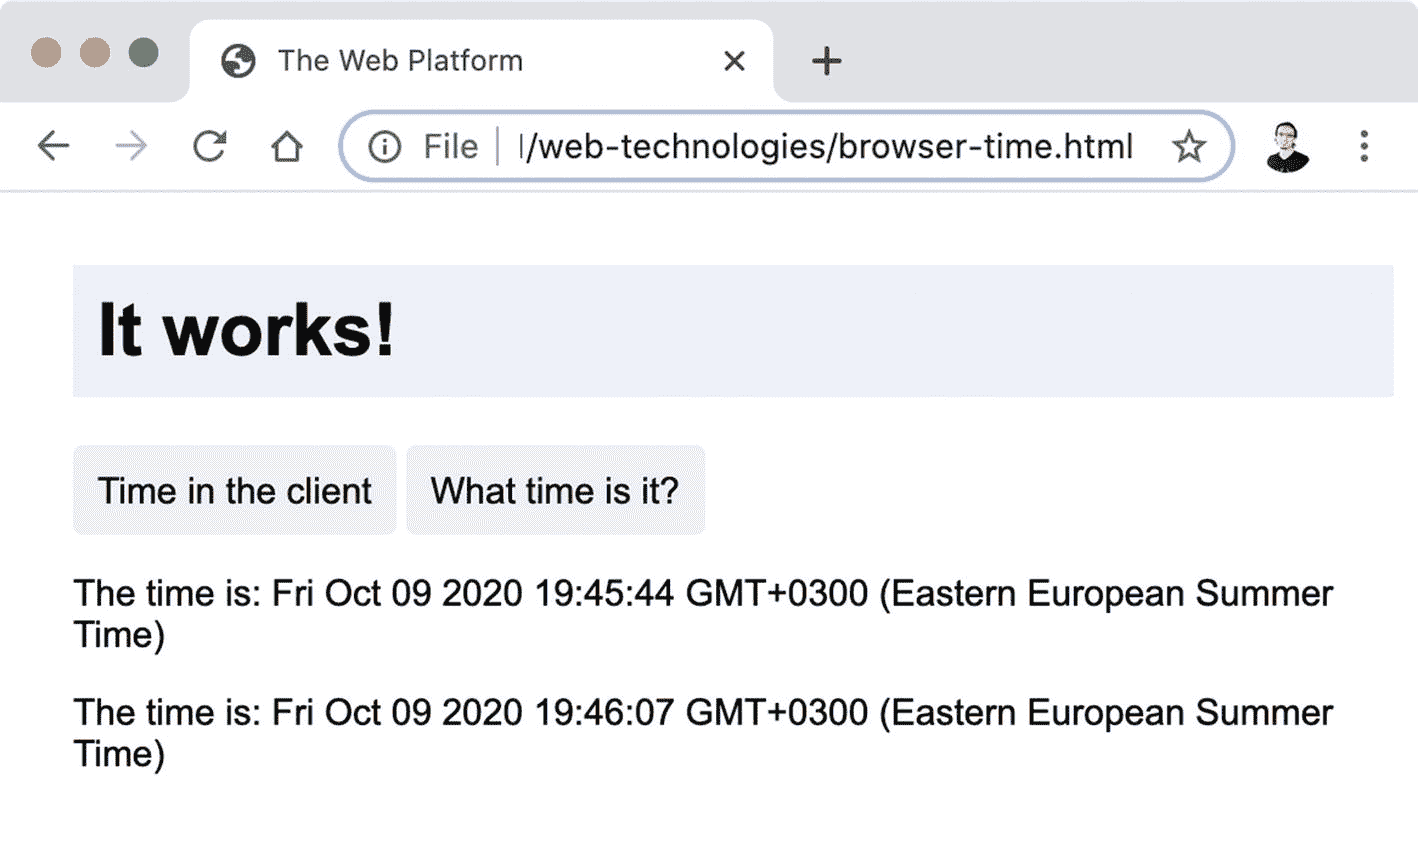 The Web Platform
File /web-technologies/browser-time.html
It works!
Time in the client What time is it?
The time is: Fri Oct 09 2020 19:45:44 GMT+0300 (Eastern European Summer
Time)
The time is: Fri Oct 09 2020 19:46:07 GMT+0300 (Eastern European Summer
Time)